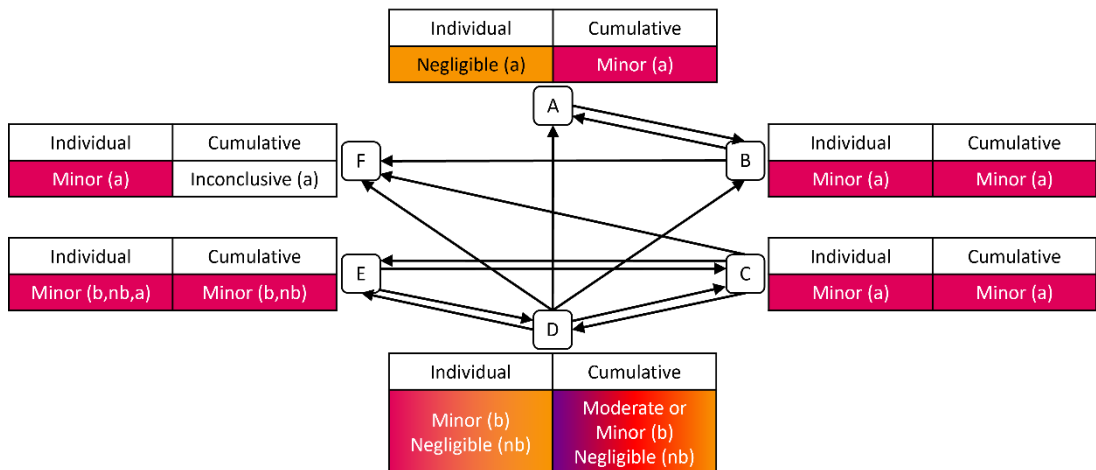 Individual Cumulative
Negligible (a) Minor (a)
A
Individual Cumulative
Minor (a) Inconclusive (a)
F
B
Individual Cumulative
Minor (a) Minor (a)
Individual Cumulative
Minor (b,nb,a) Minor (b,nb)
E
C
Individual Cumulative
Minor (a) Minor (a)
D
Individual Cumulative
Minor (b)
Negligible (nb)
Moderate or
Minor (b)
Negligible (nb)